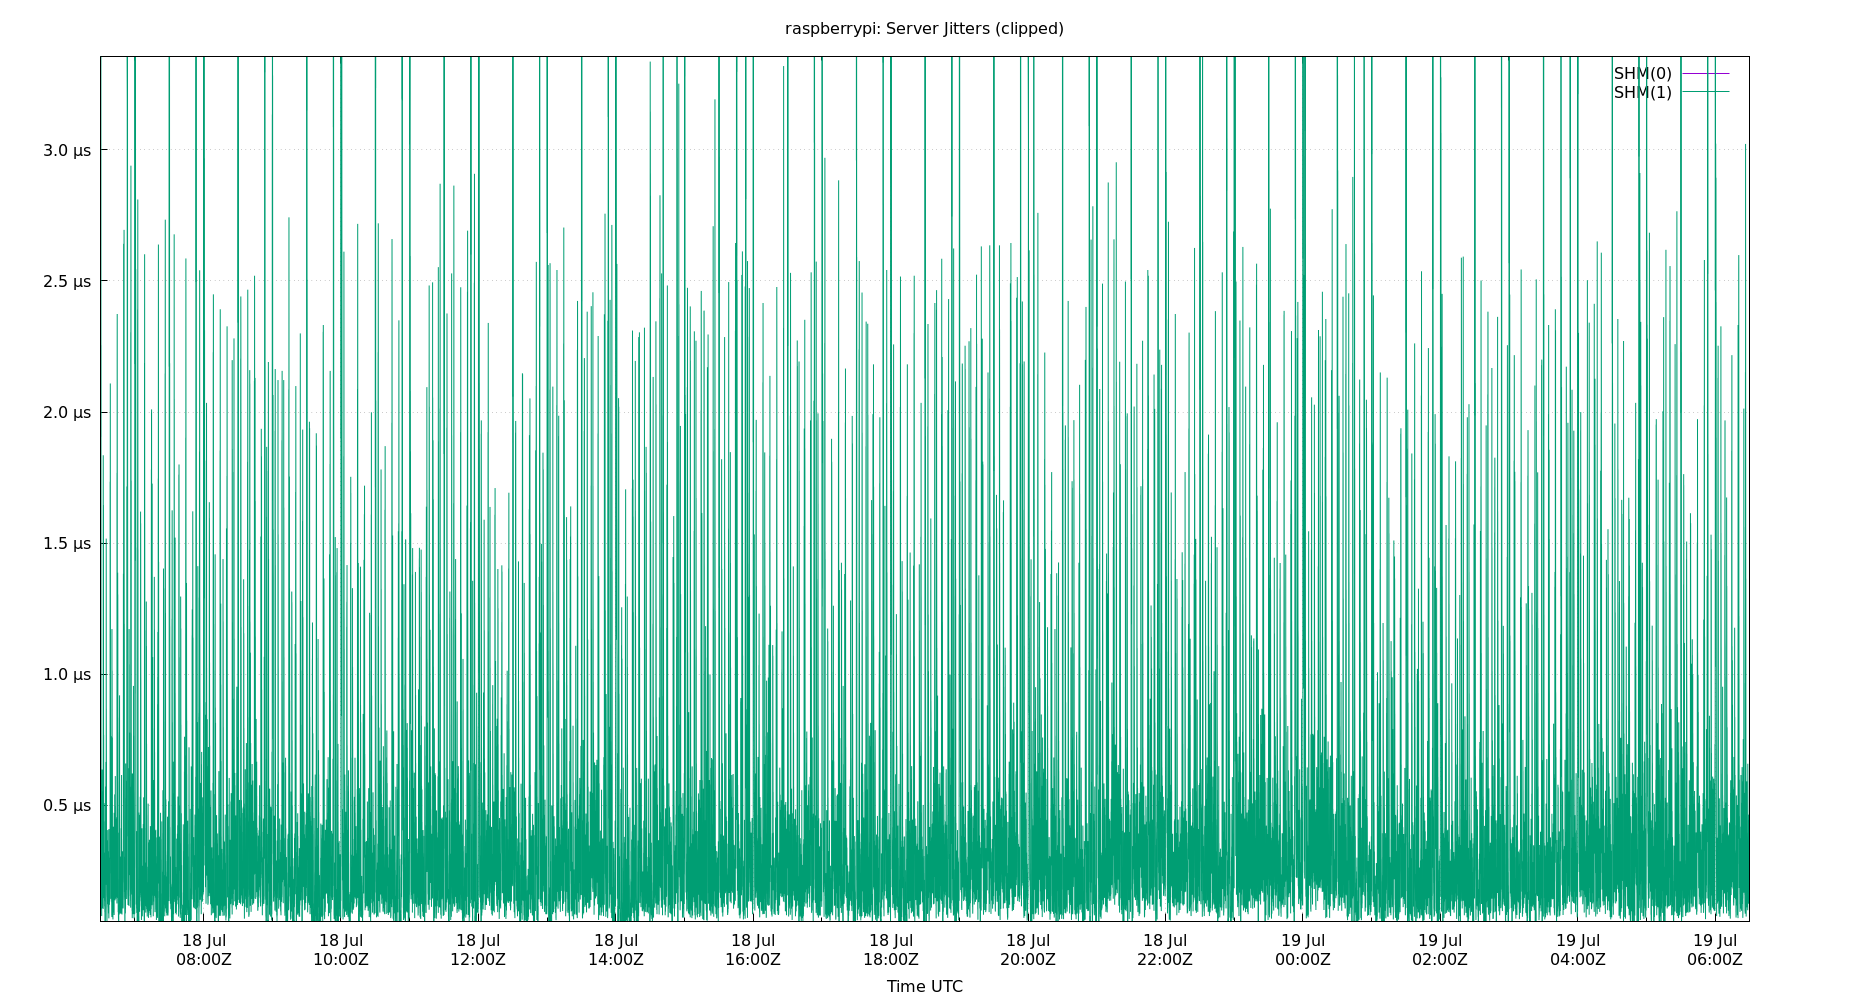 raspberrypi: Server Jitters (clipped)
SHM(0)
SHM(1)
3.0 µs
2.5 µs
2.0 µs
1.5 µs
1.0 µs
0.5 µs
18 Jul 18 Jul 18 Jul 18 Jul 18 Jul 18 Jul 18 Jul 18 Jul 19 Jul 19 Jul 19 Jul 19 Jul
08:00Z 10:00Z 12:00Z 14:00Z 16:00Z 18:00Z 20:00Z 22:00Z 00:00Z 02:00Z 04:00Z 06:00Z
Time UTC